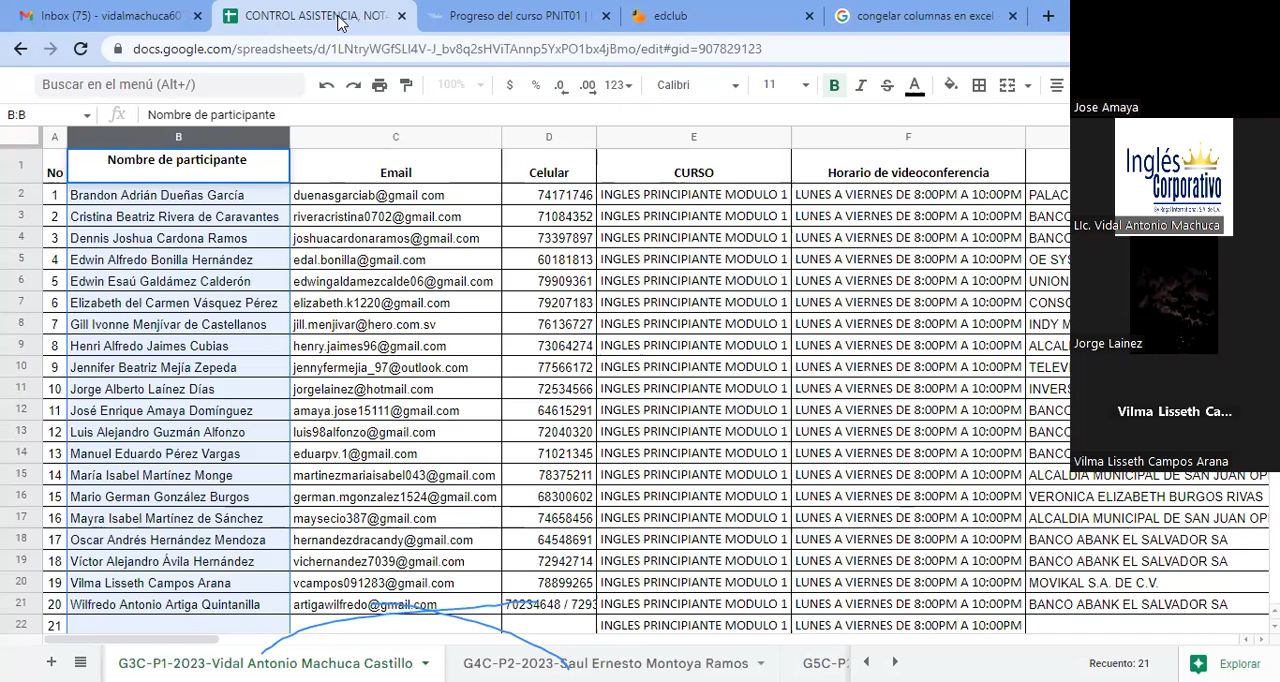 Inbox (75) - vidalmachuca60 CONTROL ASISTENCIA, NOT Progreso del curso PNIT01 | edclub congelar columnas en excel
docs.google.com/spreadsheets/d/1LNtryWGfSLI4V-J_bv8q2sHViTAnnp5YxPO1bx4jBmo/edit#gid=907829123
Buscar en el menú (Alt+/) 100% $ % .0 .00 123 Calibri 11 B I S A
B:B fx Nombre de participante
A B C D E F
1 No Nombre de participante Email Celular CURSO Horario de videoconferencia
2 1 Brandon Adrián Dueñas García duenasgarciab@gmail com 74171746 INGLES PRINCIPIANTE MODULO 1 LUNES A VIERNES DE 8:00PM A 10:00PM PALAC
3 2 Cristina Beatriz Rivera de Caravantes riveracristina0702@gmail.com 71084352 INGLES PRINCIPIANTE MODULO 1 LUNES A VIERNES DE 8:00PM A 10:00PM BANCO
4 3 Dennis Joshua Cardona Ramos joshuacardonaramos@gmail.com 73397897 INGLES PRINCIPIANTE MODULO 1 LUNES A VIERNES DE 8:00PM A 10:00PM BANCO
5 4 Edwin Alfredo Bonilla Hernández edal.bonilla@gmail.com 60181813 INGLES PRINCIPIANTE MODULO 1 LUNES A VIERNES DE 8:00PM A 10:00PM OE SYS
6 5 Edwin Esaú Galdámez Calderón edwingaldamezcalde06@gmail.com 79909361 INGLES PRINCIPIANTE MODULO 1 LUNES A VIERNES DE 8:00PM A 10:00PM UNION
7 6 Elizabeth del Carmen Vásquez Pérez elizabeth.k1220@gmail.com 79207183 INGLES PRINCIPIANTE MODULO 1 LUNES A VIERNES DE 8:00PM A 10:00PM CONSO
8 7 Gill Ivonne Menjívar de Castellanos jill.menjivar@hero.com.sv 76136727 INGLES PRINCIPIANTE MODULO 1 LUNES A VIERNES DE 8:00PM A 10:00PM INDY M
9 8 Henri Alfredo Jaimes Cubias henry.jaimes96@gmail.com 73064274 INGLES PRINCIPIANTE MODULO 1 LUNES A VIERNES DE 8:00PM A 10:00PM ALCAL
10 9 Jennifer Beatriz Mejía Zepeda jennyfermejia_97@outlook.com 77566172 INGLES PRINCIPIANTE MODULO 1 LUNES A VIERNES DE 8:00PM A 10:00PM TELEV
11 10 Jorge Alberto Laínez Días jorgelainez@hotmail.com 72534566 INGLES PRINCIPIANTE MODULO 1 LUNES A VIERNES DE 8:00PM A 10:00PM INVER
12 11 José Enrique Amaya Domínguez amaya.jose15111@gmail.com 64615291 INGLES PRINCIPIANTE MODULO 1 LUNES A VIERNES DE 8:00PM A 10:00PM BANCO
13 12 Luis Alejandro Guzmán Alfonzo luis98alfonzo@gmail.com 72040320 INGLES PRINCIPIANTE MODULO 1 LUNES A VIERNES DE 8:00PM A 10:00PM BANCO
14 13 Manuel Eduardo Pérez Vargas eduarpv.1@gmail.com 71021345 INGLES PRINCIPIANTE MODULO 1 LUNES A VIERNES DE 8:00PM A 10:00PM BANCO
15 14 María Isabel Martínez Monge martinezmariaisabel043@gmail.com 78375211 INGLES PRINCIPIANTE MODULO 1 LUNES A VIERNES DE 8:00PM A 10:00PM ALCALDIA MUNICIPAL DE SAN JUAN OP
16 15 Mario German González Burgos german.mgonzalez1524@gmail.com 68300602 INGLES PRINCIPIANTE MODULO 1 LUNES A VIERNES DE 8:00PM A 10:00PM VERONICA ELIZABETH BURGOS RIVAS
17 16 Mayra Isabel Martínez de Sánchez maysecio387@gmail.com 74658456 INGLES PRINCIPIANTE MODULO 1 LUNES A VIERNES DE 8:00PM A 10:00PM ALCALDIA MUNICIPAL DE SAN JUAN OP
18 17 Oscar Andrés Hernández Mendoza hernandezdracandy@gmail.com 64548691 INGLES PRINCIPIANTE MODULO 1 LUNES A VIERNES DE 8:00PM A 10:00PM BANCO ABANK EL SALVADOR SA
19 18 Víctor Alejandro Ávila Hernández vichernandez7039@gmail.com 72942714 INGLES PRINCIPIANTE MODULO 1 LUNES A VIERNES DE 8:00PM A 10:00PM BANCO ABANK EL SALVADOR SA
20 19 Vilma Lisseth Campos Arana vcampos091283@gmail.com 78899265 INGLES PRINCIPIANTE MODULO 1 LUNES A VIERNES DE 8:00PM A 10:00PM MOVIKAL S.A. DE C.V.
21 20 Wilfredo Antonio Artiga Quintanilla artigawilfredo@gmail.com 70234648 / 7293 INGLES PRINCIPIANTE MODULO 1 LUNES A VIERNES DE 8:00PM A 10:00PM BANCO ABANK EL SALVADOR SA
22 21 INGLES PRINCIPIANTE MODULO 1 LUNES A VIERNES DE 8:00PM A 10:00PM
G3C-P1-2023-Vidal Antonio Machuca Castillo G4C-P2-2023-Saul Ernesto Montoya Ramos G5C-P2 Recuento: 21 Explorar
Jose Amaya
Inglés
Corporativo
By Regal International, S.A. de C.V.
LIc. Vidal Antonio Machuca
Jorge Lainez
Vilma Lisseth Ca...
Vilma Lisseth Campos Arana